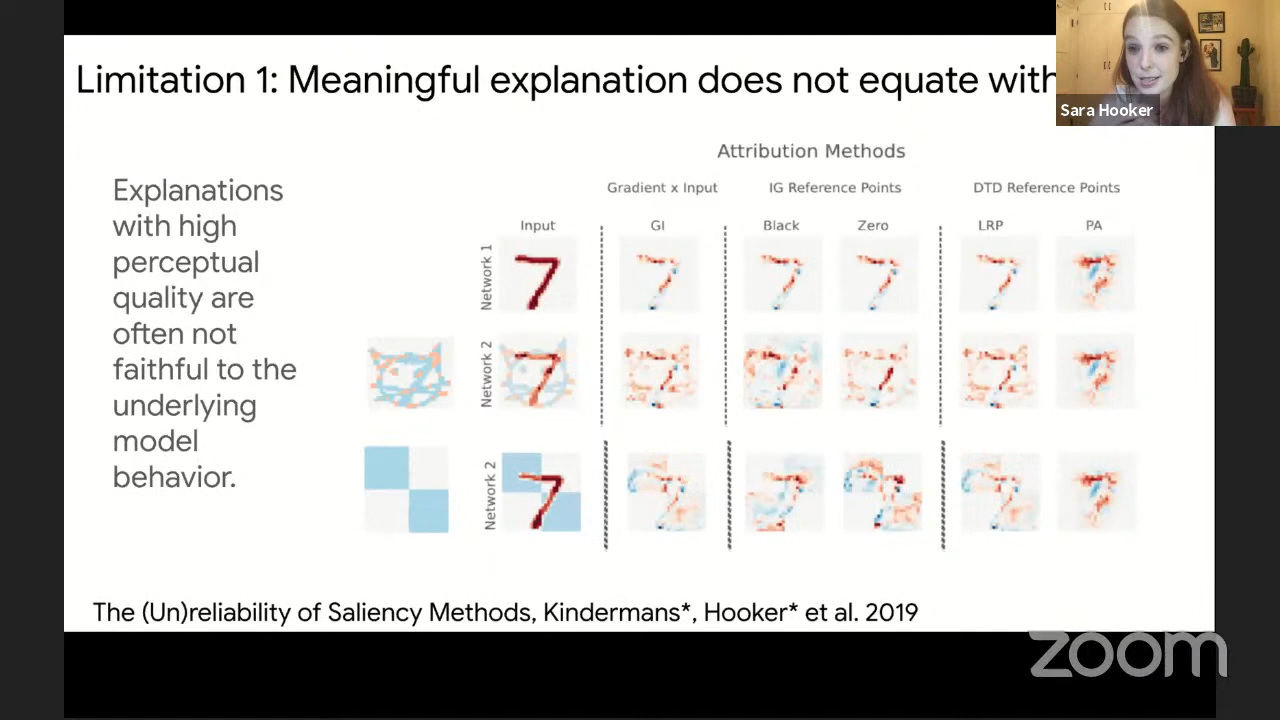 Limitation 1: Meaningful explanation does not equate with
Sara Hooker
Explanations
with high
perceptual
quality are
often not
faithful to the
underlying
model
behavior.
Attribution Methods
Gradient x Input IG Reference Points DTD Reference Points
Input GI Black Zero LRP PA
Network 1
Network 2
Network 2
The (Un)reliability of Saliency Methods, Kindermans*, Hooker* et al. 2019
zoom